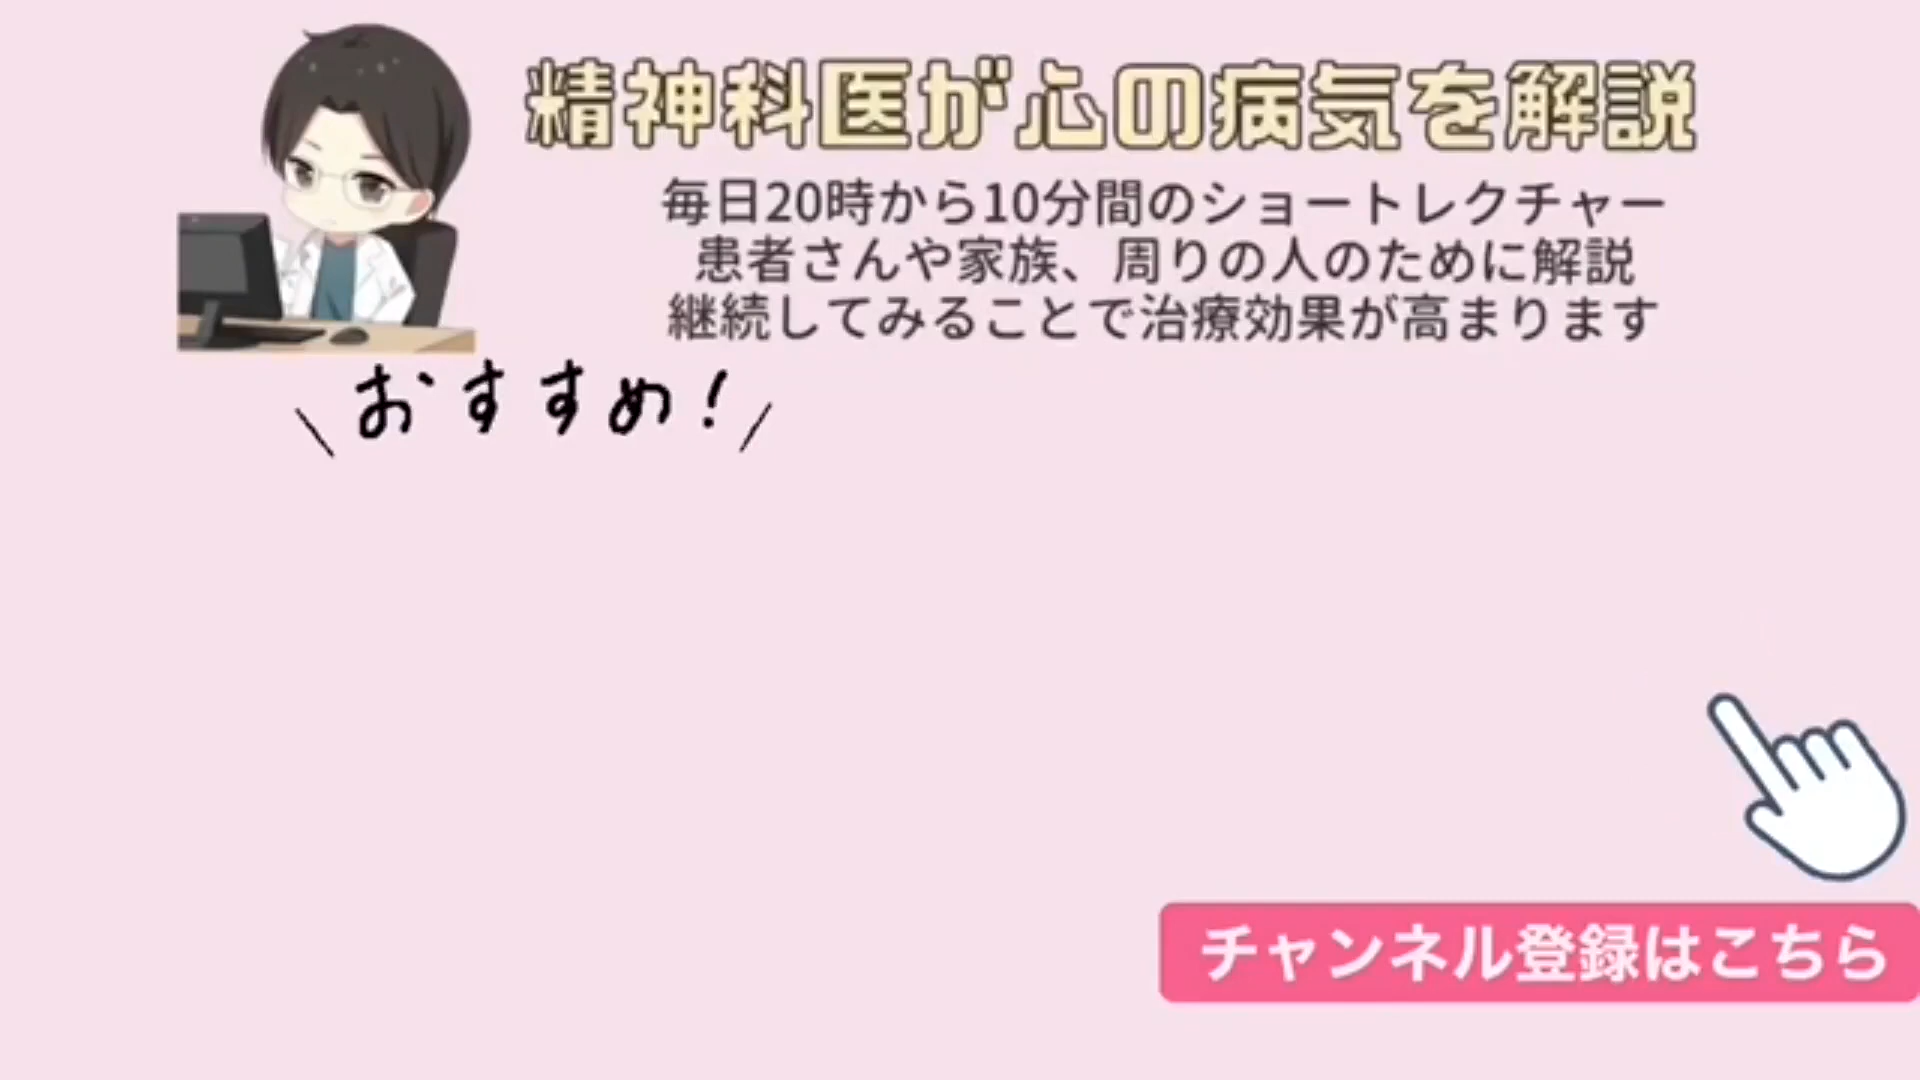 精神科医が心の病気を解説
毎日20時から10分間のショートレクチャー
患者さんや家族、周りの人のために解説
継続してみることで治療効果が高まります
\おすすめ!/
チャンネル登録はこちら